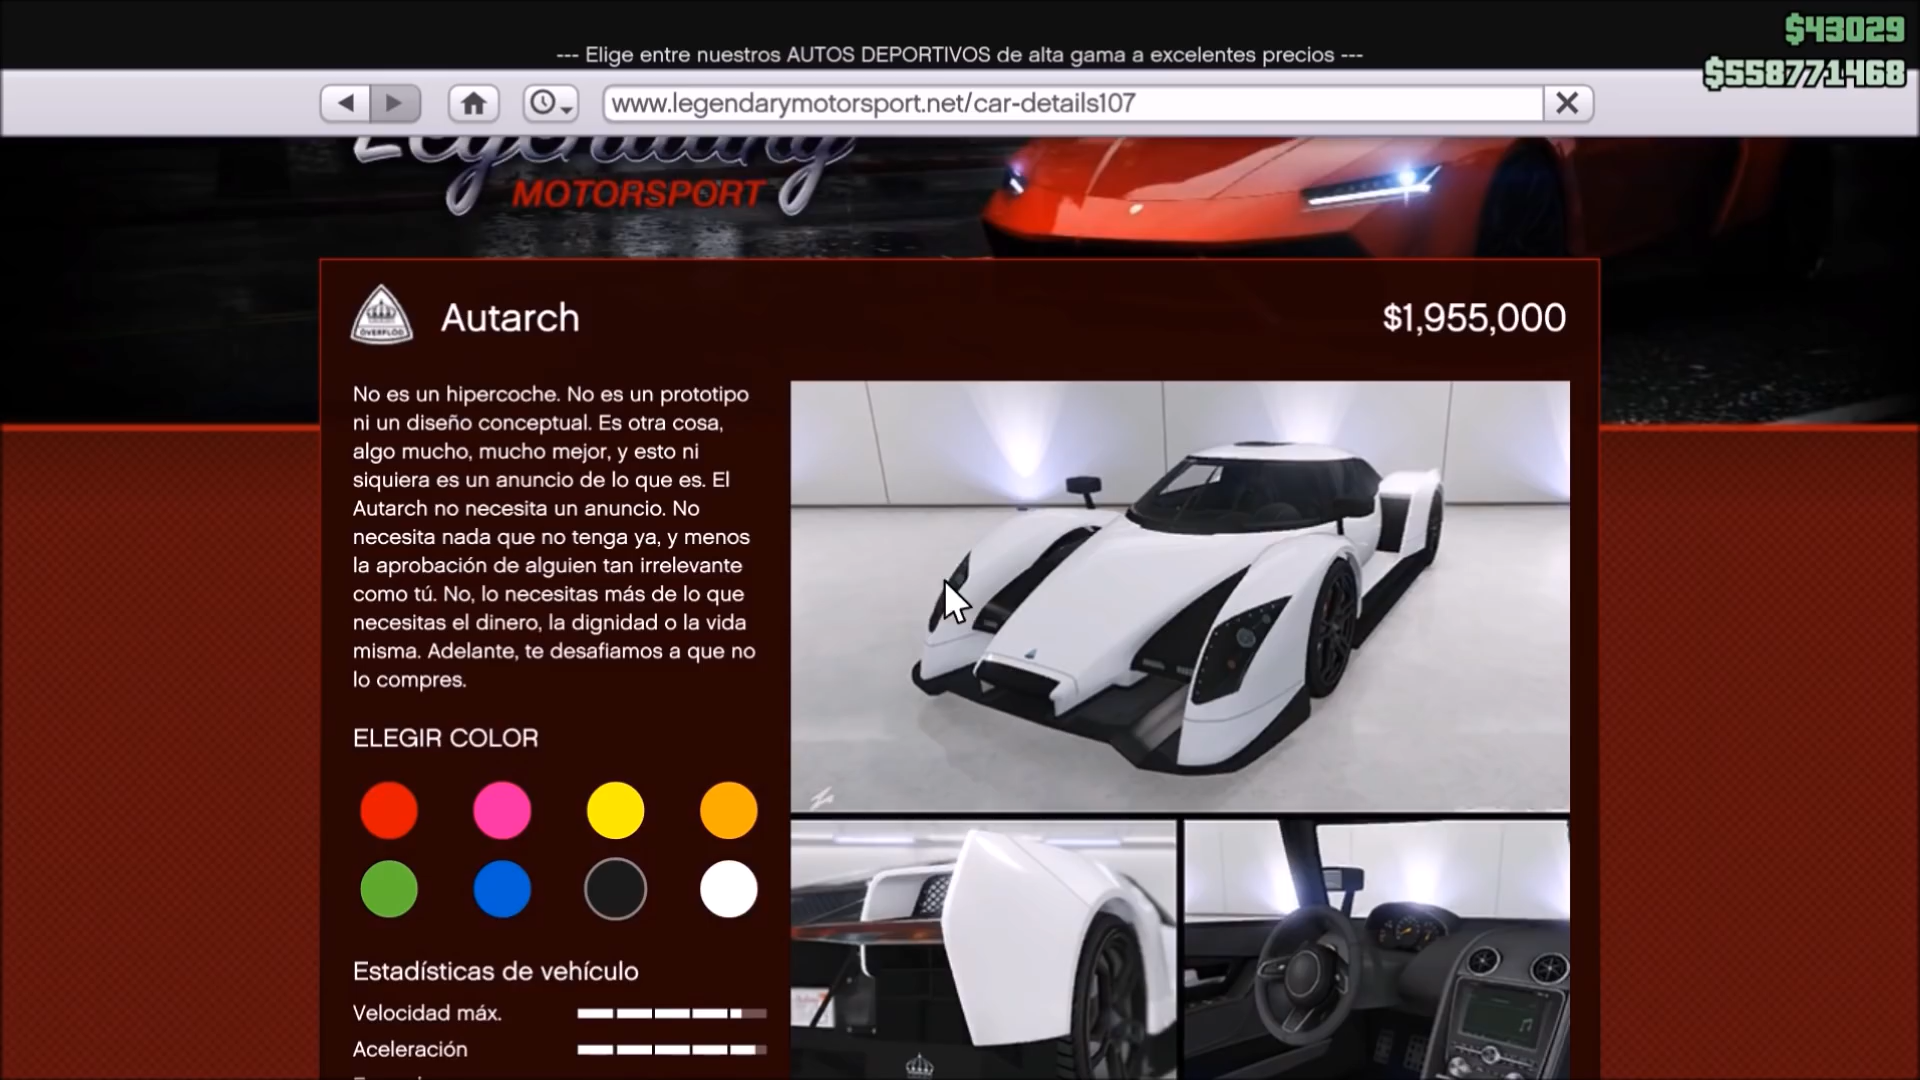 $43029
--- Elige entre nuestros AUTOS DEPORTIVOS de alta gama a excelentes precios ---
$558771468
www.legendarymotorsport.net/car-details107
Legendary
MOTORSPORT
ÖVERFLÖD
Autarch
$1,955,000
No es un hipercoche. No es un prototipo
ni un diseño conceptual. Es otra cosa,
algo mucho, mucho mejor, y esto ni
siquiera es un anuncio de lo que es. El
Autarch no necesita un anuncio. No
necesita nada que no tenga ya, y menos
la aprobación de alguien tan irrelevante
como tú. No, lo necesitas más de lo que
necesitas el dinero, la dignidad o la vida
misma. Adelante, te desafiamos a que no
lo compres.
ELEGIR COLOR
Estadísticas de vehículo
Velocidad máx.
Aceleración